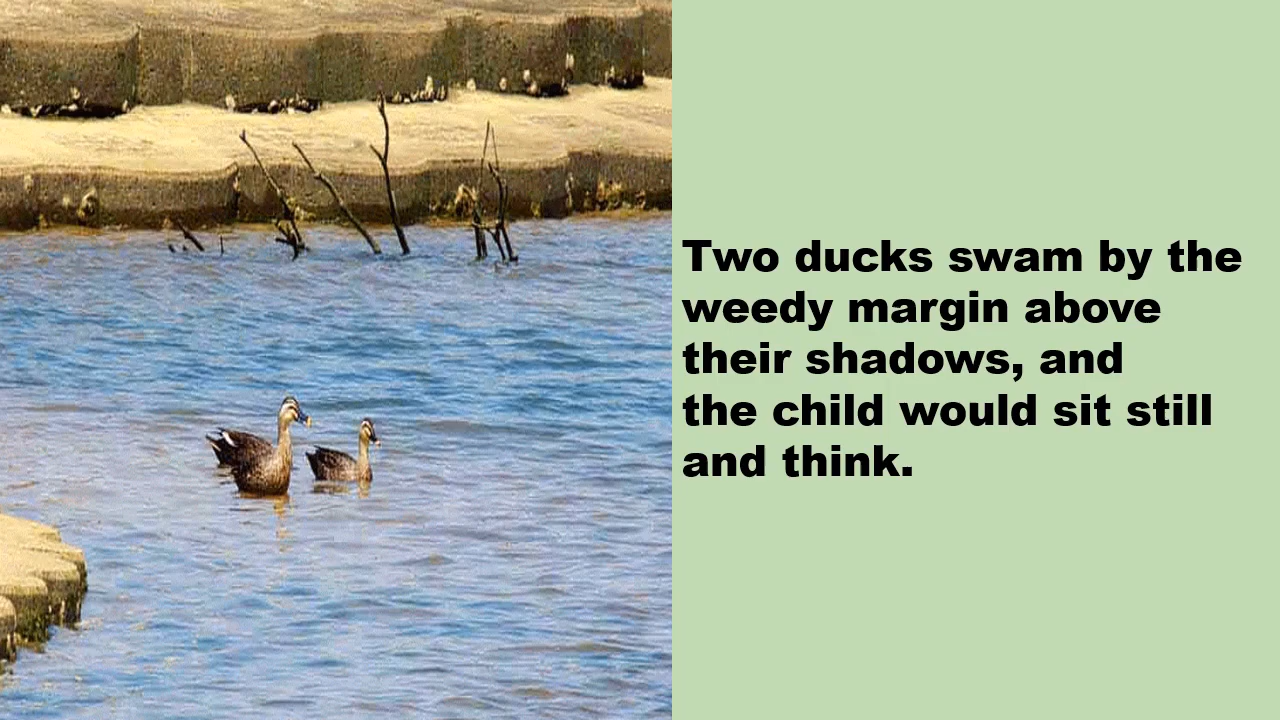 Two ducks swam by the
weedy margin above
their shadows, and
the child would sit still
and think.